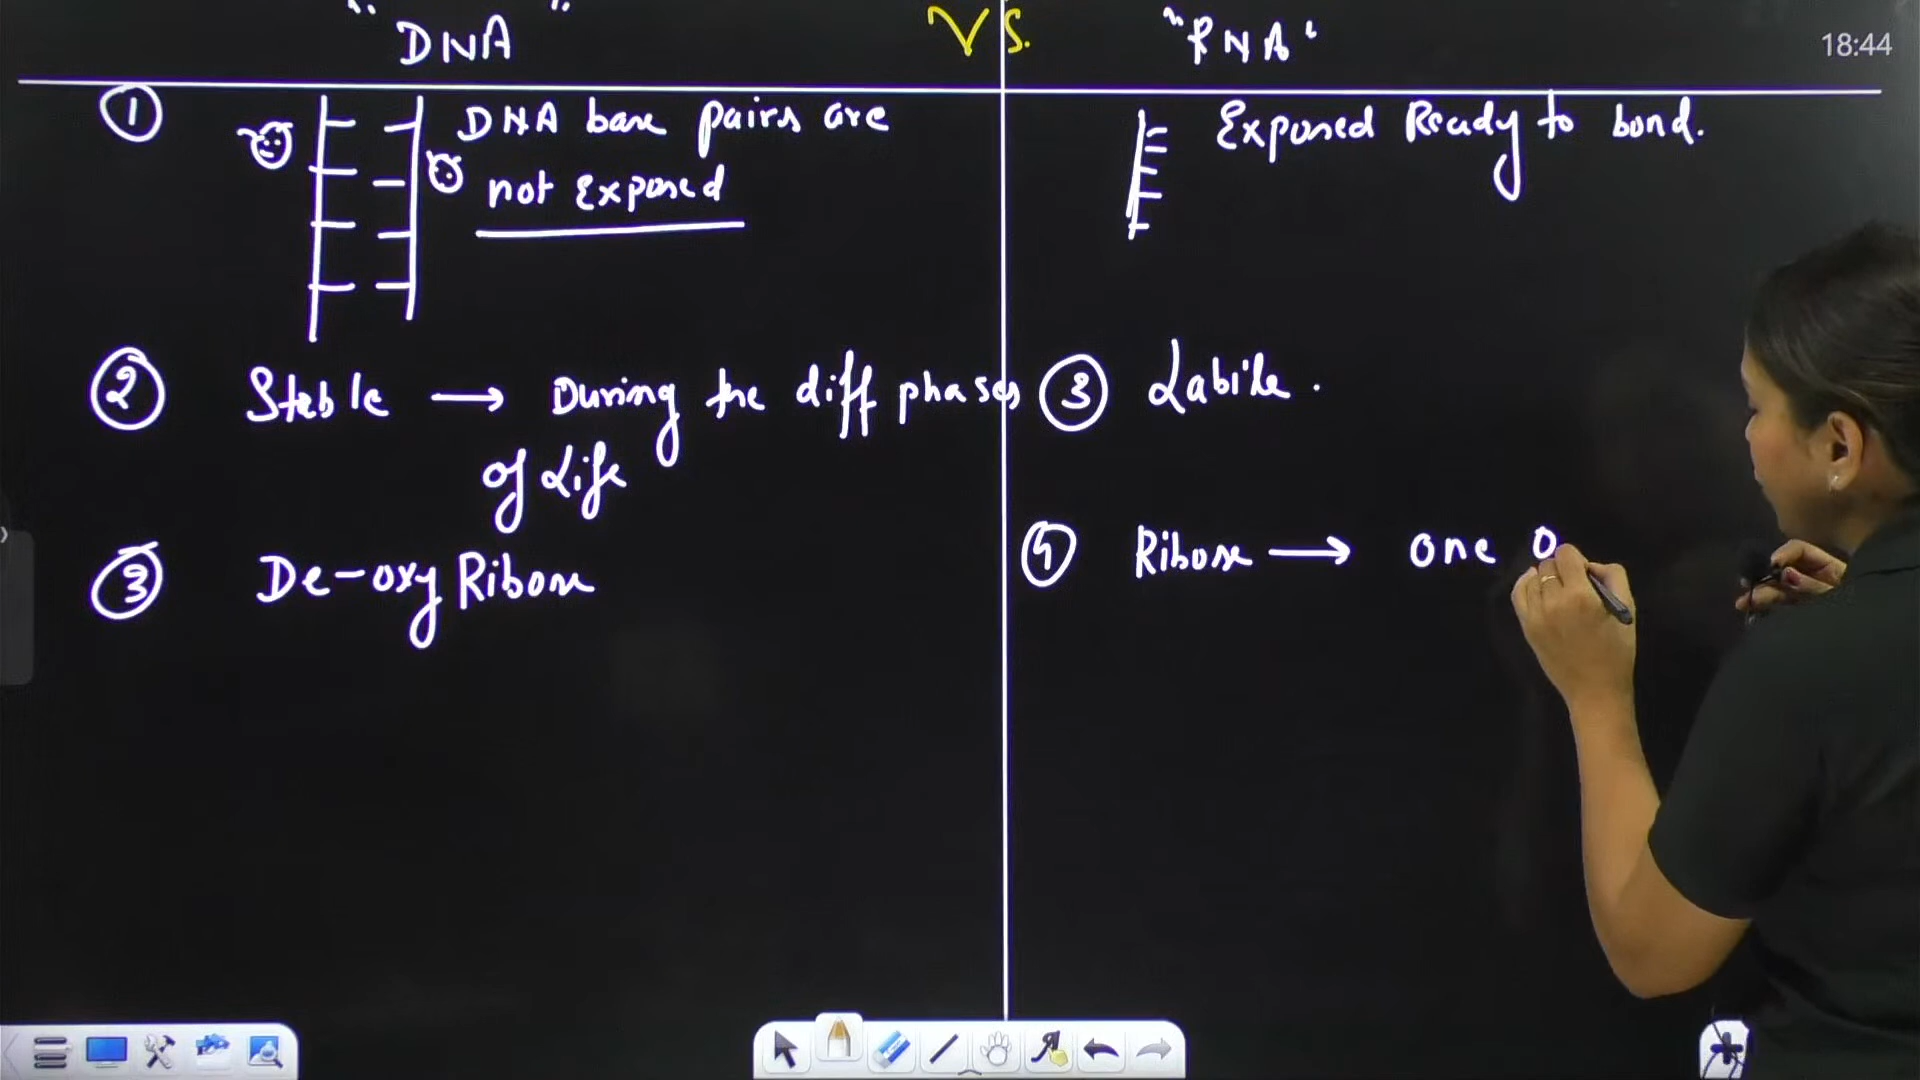 "DNA" VS. "RNA"
18:44
① DNA base pairs are
not Exposed
Exposed Ready to bond.
② Stable → During the diff phases
of Life
③ Labile.
③ De-oxy Ribose
④ Ribose → one O